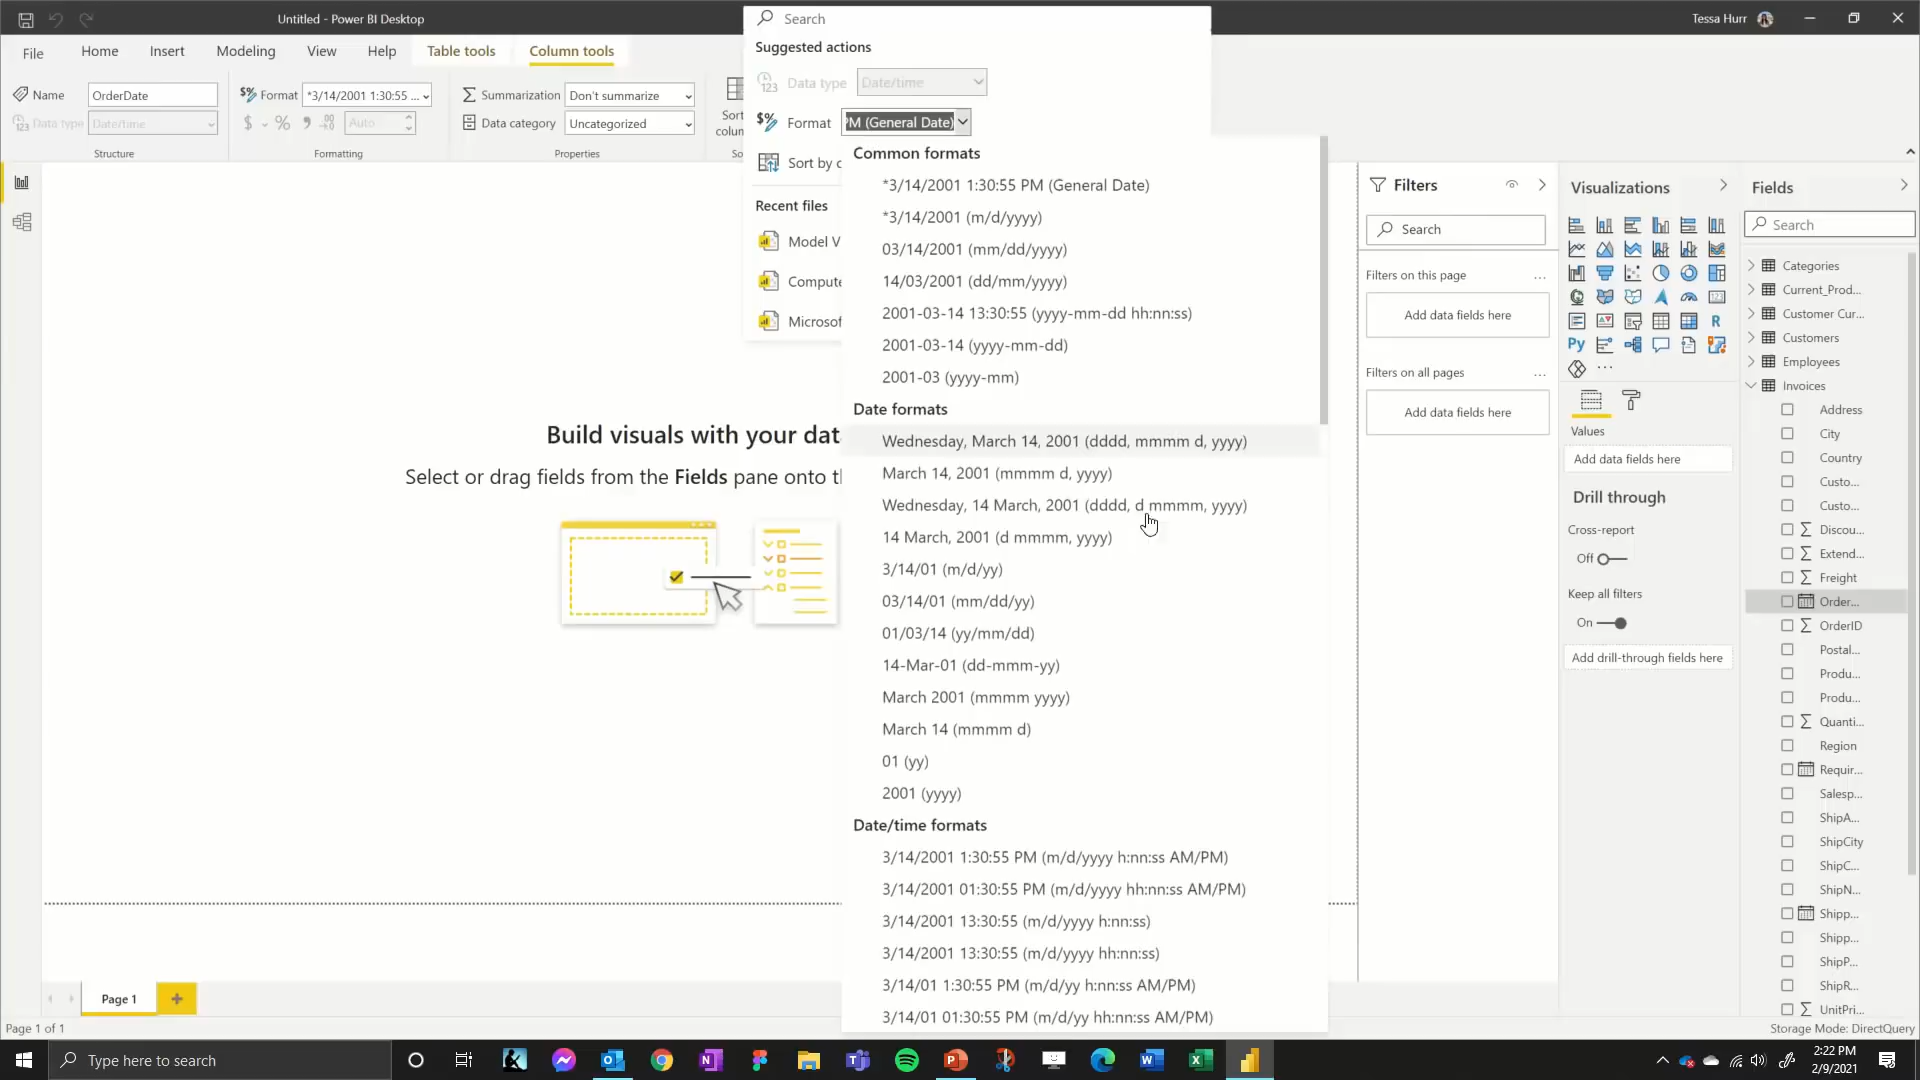 Untitled - Power BI Desktop
Search
Tessa Hurr
File
Home
Insert
Modeling
View
Help
Table tools
Column tools
Name
OrderDate
Data type
Date/time
Structure
Format
*3/14/2001 1:30:55 ...
$
%
Auto
Formatting
Summarization
Don't summarize
Data category
Uncategorized
Properties
Sort
colum
Suggested actions
Data type
Date/time
Format
PM (General Date)
Sort by c
Recent files
Model V
Compute
Microsof
Common formats
*3/14/2001 1:30:55 PM (General Date)
*3/14/2001 (m/d/yyyy)
03/14/2001 (mm/dd/yyyy)
14/03/2001 (dd/mm/yyyy)
2001-03-14 13:30:55 (yyyy-mm-dd hh:nn:ss)
2001-03-14 (yyyy-mm-dd)
2001-03 (yyyy-mm)
Date formats
Wednesday, March 14, 2001 (dddd, mmmm d, yyyy)
March 14, 2001 (mmmm d, yyyy)
Wednesday, 14 March, 2001 (dddd, d mmmm, yyyy)
14 March, 2001 (d mmmm, yyyy)
3/14/01 (m/d/yy)
03/14/01 (mm/dd/yy)
01/03/14 (yy/mm/dd)
14-Mar-01 (dd-mmm-yy)
March 2001 (mmmm yyyy)
March 14 (mmmm d)
01 (yy)
2001 (yyyy)
Date/time formats
3/14/2001 1:30:55 PM (m/d/yyyy h:nn:ss AM/PM)
3/14/2001 01:30:55 PM (m/d/yyyy hh:nn:ss AM/PM)
3/14/2001 13:30:55 (m/d/yyyy h:nn:ss)
3/14/2001 13:30:55 (m/d/yyyy hh:nn:ss)
3/14/01 1:30:55 PM (m/d/yy h:nn:ss AM/PM)
3/14/01 01:30:55 PM (m/d/yy hh:nn:ss AM/PM)
Build visuals with your dat
Select or drag fields from the Fields pane onto th
Filters
Search
Filters on this page
...
Add data fields here
Filters on all pages
...
Add data fields here
Visualizations
R
Py
...
Values
Add data fields here
Drill through
Cross-report
Off
Keep all filters
On
Add drill-through fields here
Fields
Search
Categories
Current_Prod...
Customer Cur...
Customers
Employees
Invoices
Address
City
Country
Custo...
Custo...
Discou...
Extend...
Freight
Order...
OrderID
Postal...
Produ...
Produ...
Quanti...
Region
Requir...
Salesp...
ShipA...
ShipCity
ShipC...
ShipN...
Shipp...
Shipp...
ShipP...
ShipR...
UnitPri...
Page 1
Page 1 of 1
Storage Mode: DirectQuery
Type here to search
2:22 PM
2/9/2021